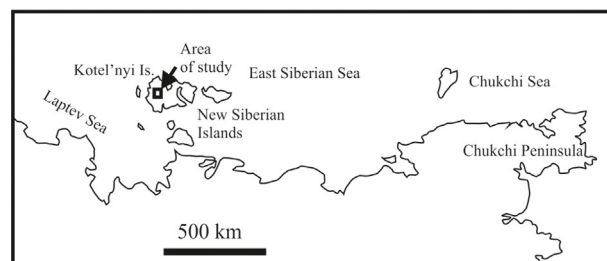 Area
of study
Kotel'nyi Is.
East Siberian Sea
Chukchi Sea
Laptev Sea
New Siberian
Islands
Chukchi Peninsula
500 km